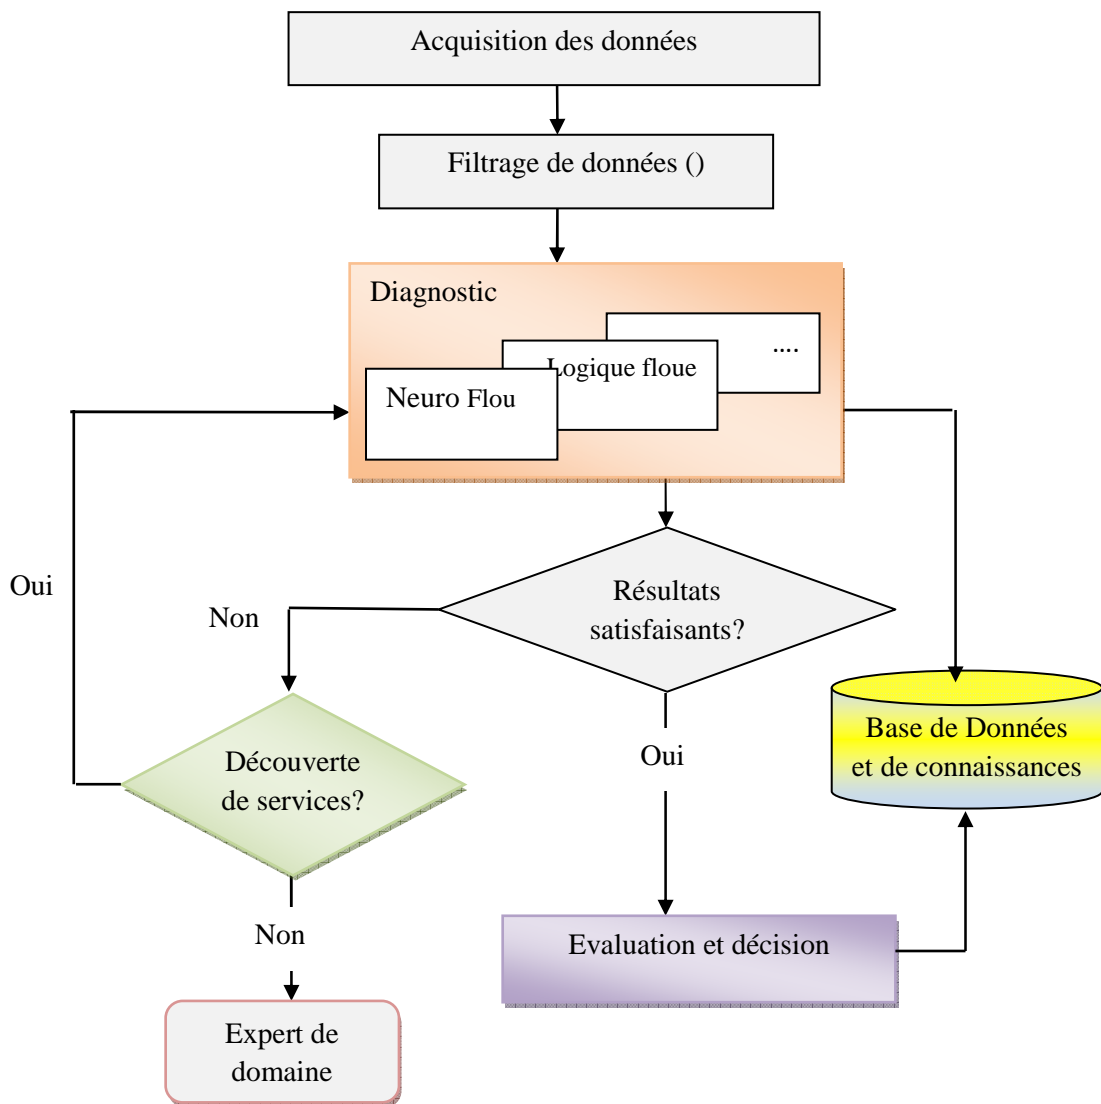 Acquisition des données
Filtrage de données ()
Diagnostic
....
Logique floue
Neuro Flou
Oui
Non
Résultats
satisfaisants?
Découverte
de services?
Oui
Base de Données
et de connaissances
Non
Evaluation et décision
Expert de
domaine